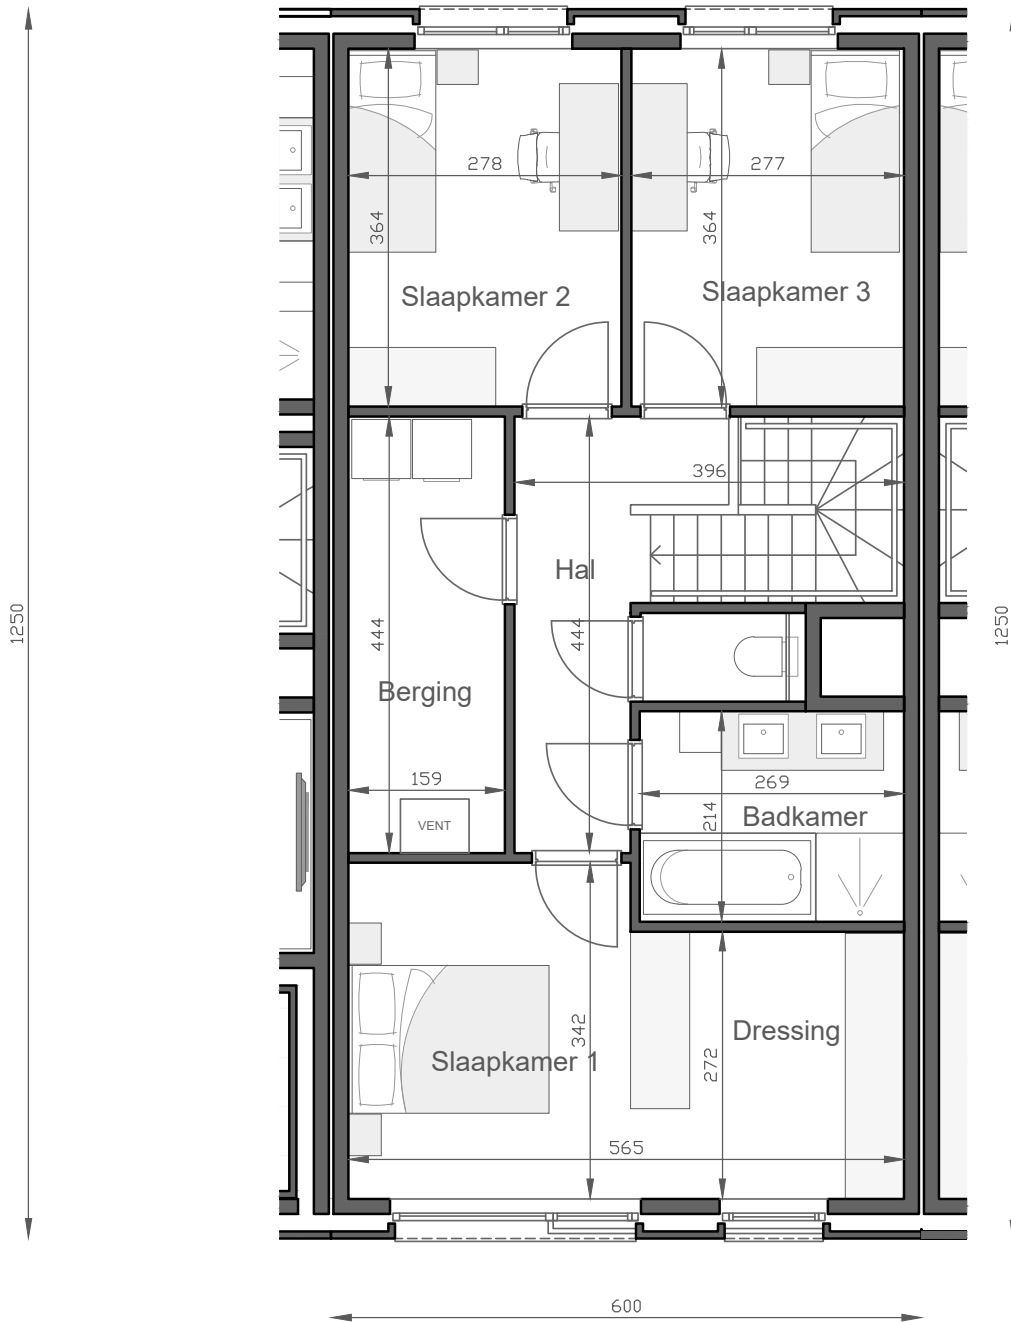 278
277
364
364
Slaapkamer 2
Slaapkamer 3
396
Hal
1250
1250
444
444
Berging
159
269
214
Badkamer
VENT
342
Dressing
272
Slaapkamer 1
565
600